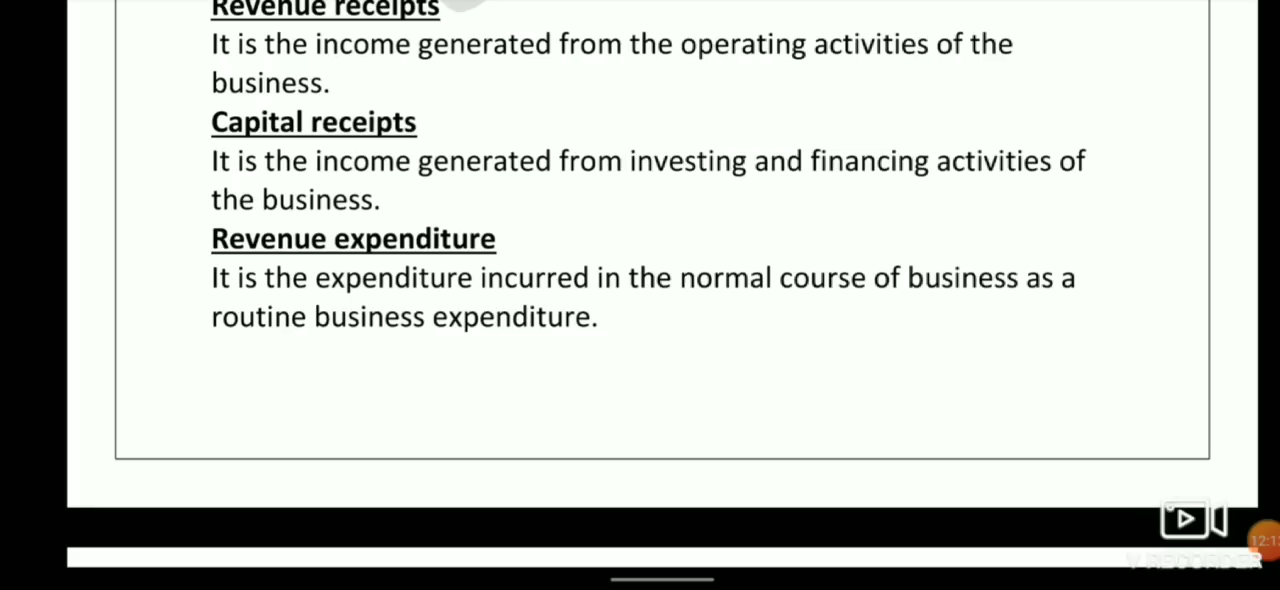 Revenue receipts
It is the income generated from the operating activities of the
business.
Capital receipts
It is the income generated from investing and financing activities of
the business.
Revenue expenditure
It is the expenditure incurred in the normal course of business as a
routine business expenditure.
V RECORDER